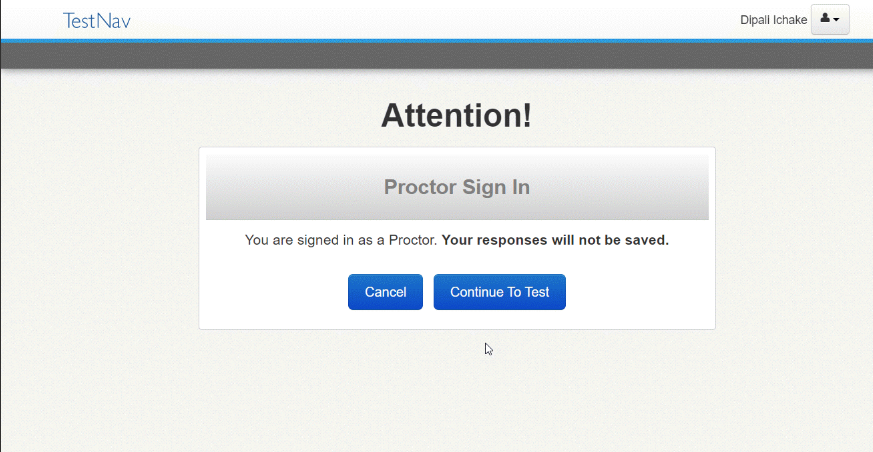 TestNav
Dipali Ichake
Attention!
Proctor Sign In
You are signed in as a Proctor. Your responses will not be saved.
Cancel
Continue To Test